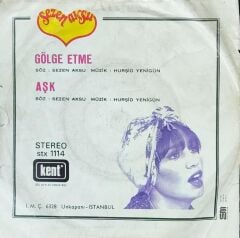 sezen aksu
GÖLGE ETME
SÖZ : SEZEN AKSU MÜZİK : HURŞİD YENİGÜN
AŞK
SÖZ : SEZEN AKSU MÜZİK : HURŞİD YENİGÜN
STEREO
stx 1114
kent
İ.M.Ç. 6328 Unkapanı-İSTANBUL